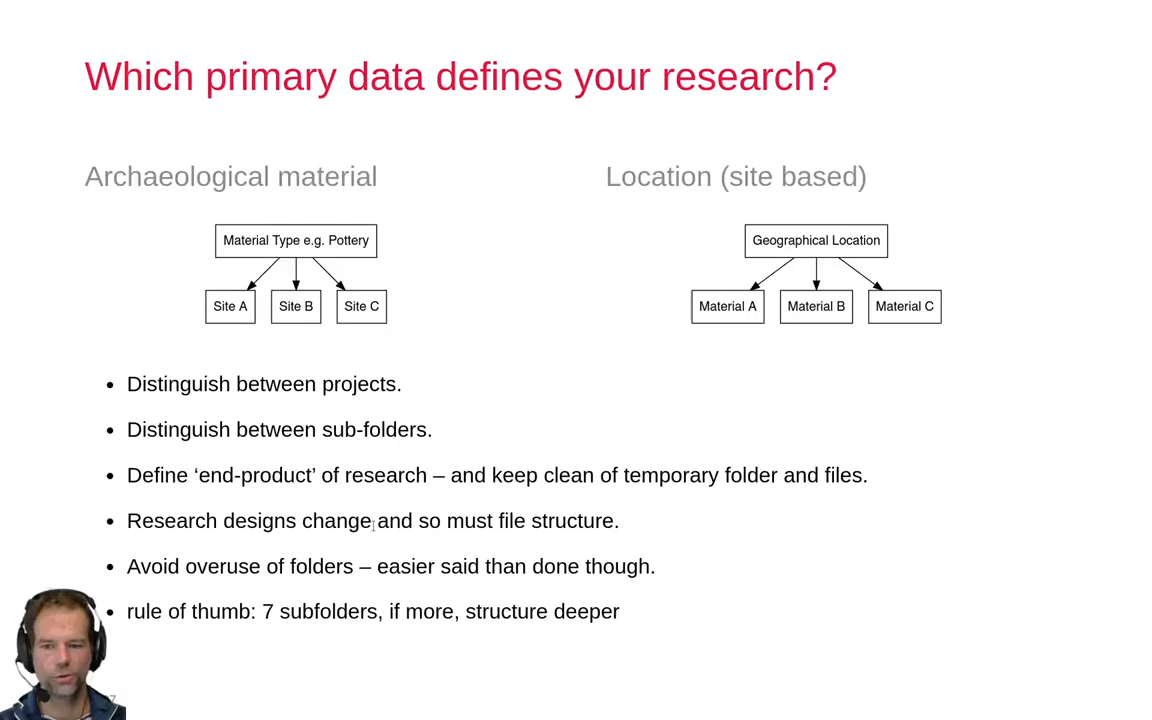 Which primary data defines your research?
Archaeological material
Location (site based)
Material Type e.g. Pottery
Site A
Site B
Site C
Geographical Location
Material A
Material B
Material C
• Distinguish between projects.
• Distinguish between sub-folders.
• Define ‘end-product’ of research – and keep clean of temporary folder and files.
• Research designs change and so must file structure.
• Avoid overuse of folders – easier said than done though.
• rule of thumb: 7 subfolders, if more, structure deeper